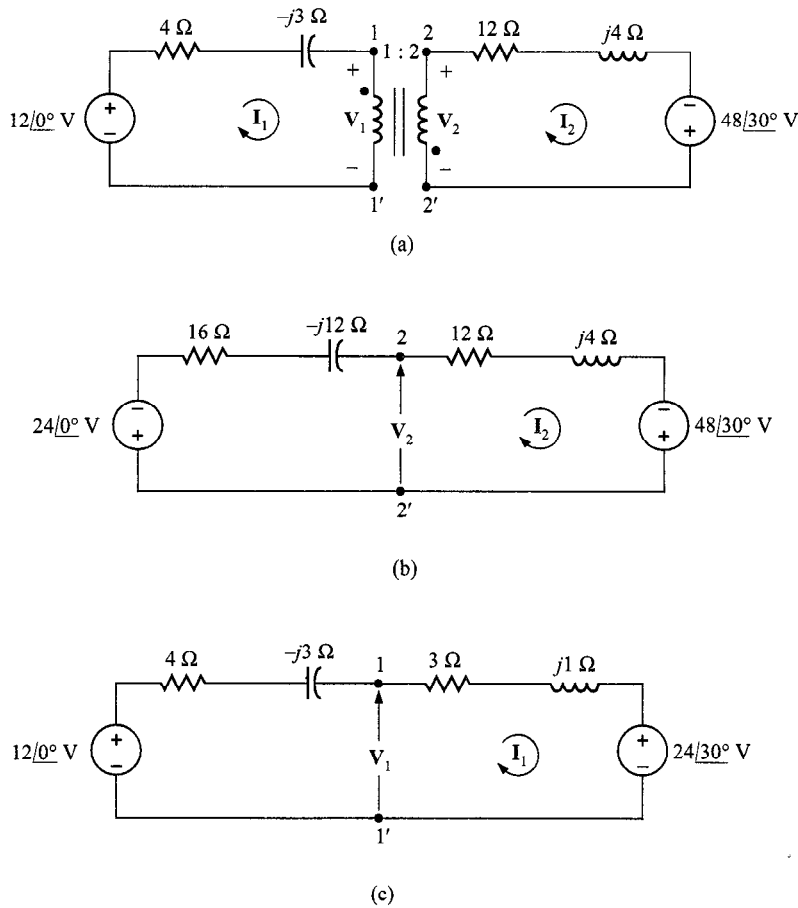 4 Ω
–j3 Ω
1
1 : 2
2
12 Ω
j4 Ω
+
+
+
–
–
+
12/0° V
I₁
V₁
V₂
I₂
48/30° V
–
–
1′
2′
(a)
16 Ω
–j12 Ω
2
12 Ω
j4 Ω
–
+
–
+
24/0° V
V₂
I₂
48/30° V
2′
(b)
4 Ω
–j3 Ω
1
3 Ω
j1 Ω
+
–
+
–
12/0° V
V₁
I₁
24/30° V
1′
(c)